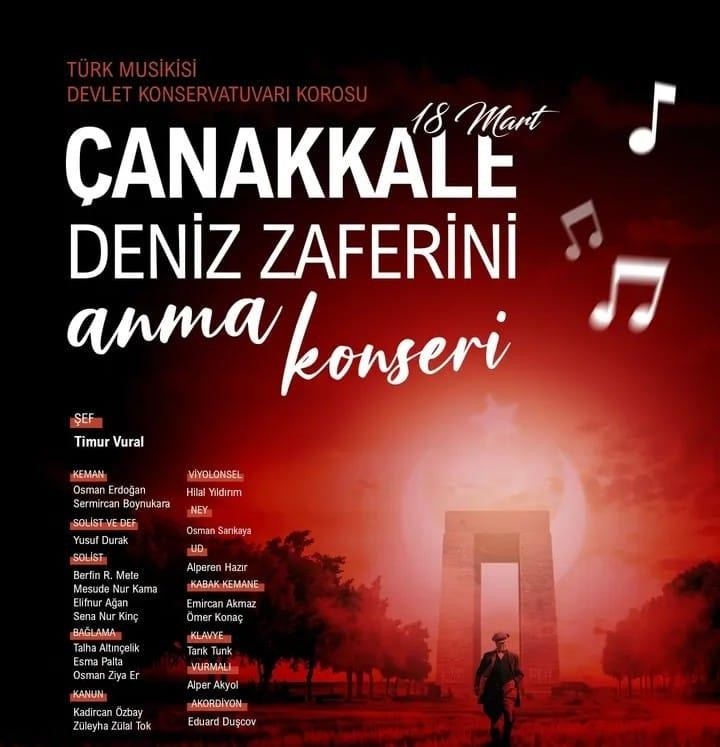 TÜRK MUSIKISI
DEVLET KONSERVATUVARI KOROSU
18 Mart
ÇANAKKALE
DENİZ ZAFERİNİ
anma
konseri
ŞEF
Timur Vural
KEMAN
Osman Erdoğan
Sermircan Boynukara
SOLİST VE DEF
Yusuf Durak
SOLİST
Berfin R. Mete
Mesude Nur Kama
Elifnur Ağan
Sena Nur Kinç
BAĞLAMA
Talha Altınçelik
Esma Palta
Osman Ziya Er
KANUN
Kadircan Özbay
Züleyha Zülal Tok
VİYOLONSEL
Hilal Yıldırım
NEY
Osman Sarıkaya
UD
Alperen Hazır
KABAK KEMANE
Emircan Akmaz
Ömer Konaç
KLAVYE
Tarık Tunk
VURMALI
Alper Akyol
AKORDİYON
Eduard Duşcov